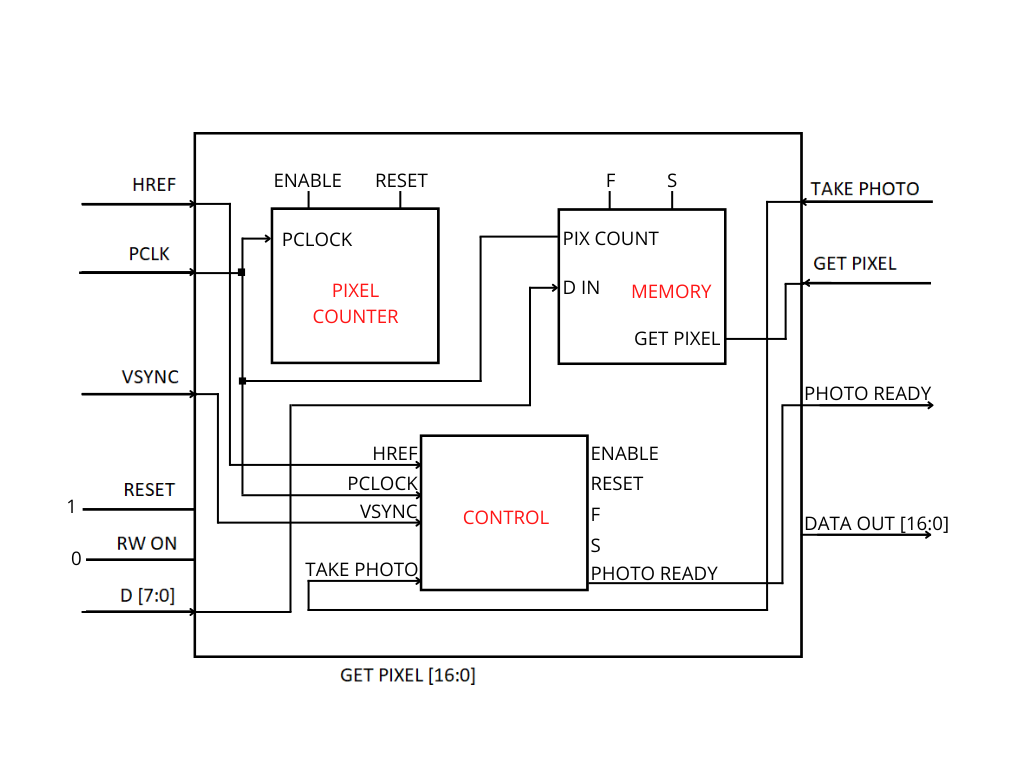 HREF
PCLK
VSYNC
RESET
1
RW ON
0
D [7:0]
ENABLE RESET
PCLOCK
PIXEL
COUNTER
F S
PIX COUNT
D IN
MEMORY
GET PIXEL
HREF
PCLOCK
VSYNC
TAKE PHOTO
CONTROL
ENABLE
RESET
F
S
PHOTO READY
TAKE PHOTO
GET PIXEL
PHOTO READY
DATA OUT [16:0]
GET PIXEL [16:0]